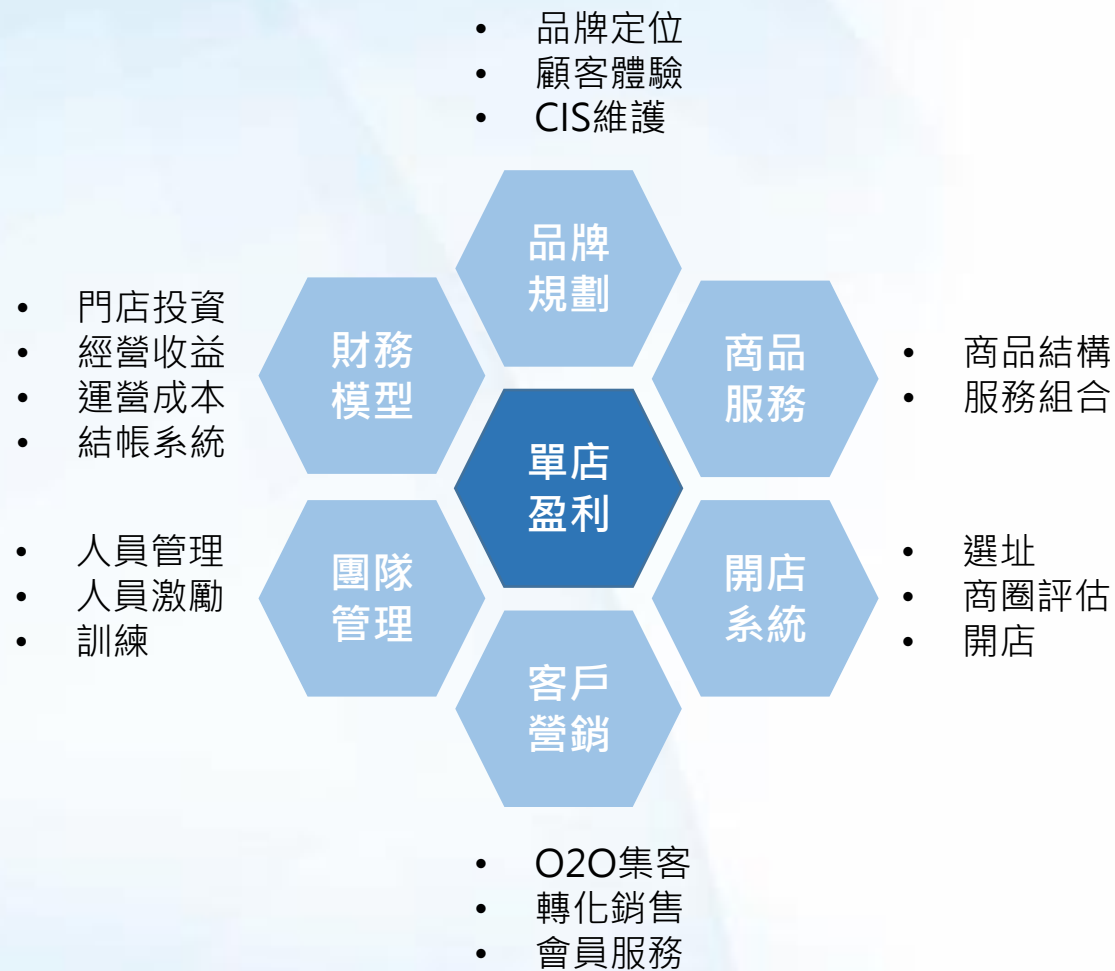 • 品牌定位
• 顧客體驗
• CIS維護
品牌
規劃
• 門店投資
• 經營收益
• 運營成本
• 結帳系統
財務
模型
商品
服務
• 商品結構
• 服務組合
單店
盈利
• 人員管理
• 人員激勵
• 訓練
團隊
管理
開店
系統
• 選址
• 商圈評估
• 開店
客戶
營銷
• O2O集客
• 轉化銷售
• 會員服務